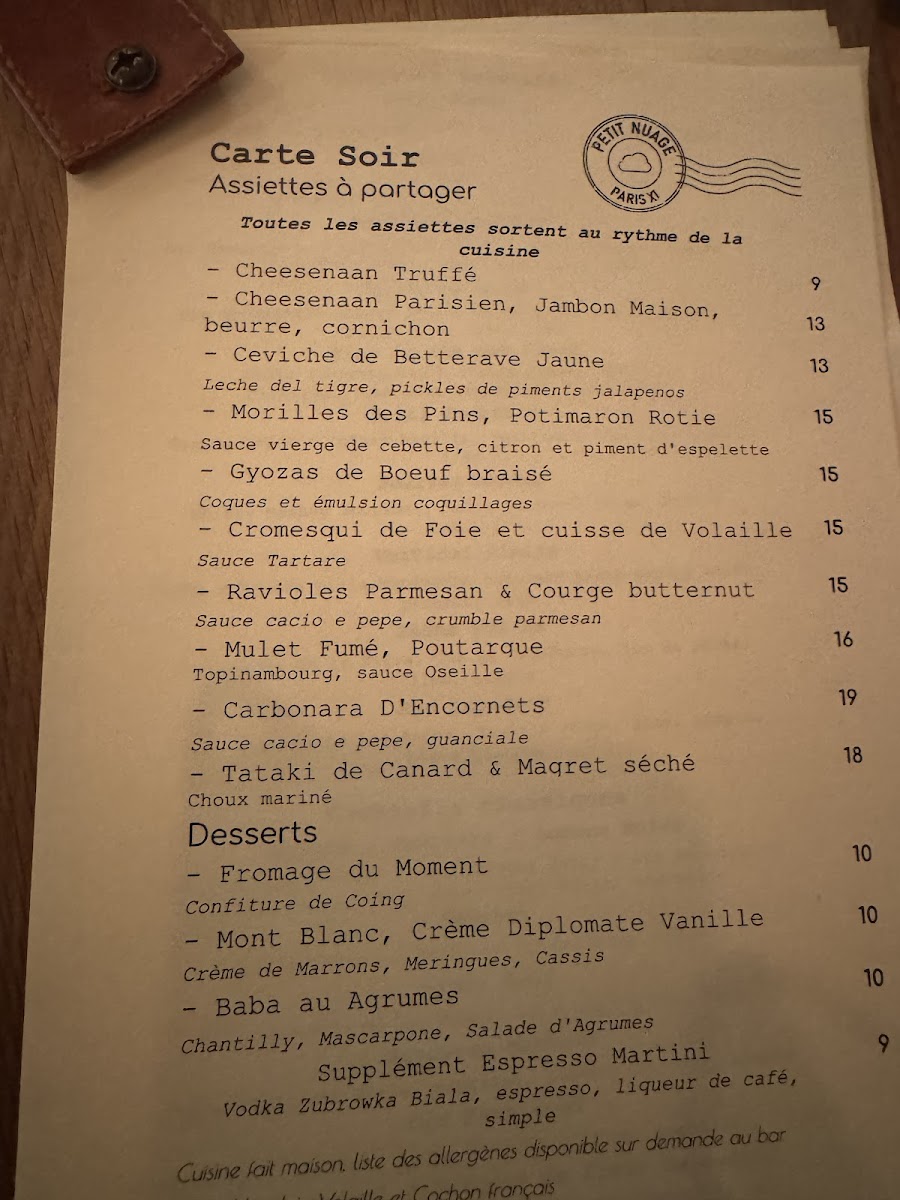 PETIT NUAGE
PARIS XI
Carte Soir
Assiettes à partager
Toutes les assiettes sortent au rythme de la
cuisine
- Cheesenaan Truffé 9
- Cheesenaan Parisien, Jambon Maison,
beurre, cornichon 13
- Ceviche de Betterave Jaune 13
Leche del tigre, pickles de piments jalapenos
- Morilles des Pins, Potimaron Rotie 15
Sauce vierge de cebette, citron et piment d'espelette
- Gyozas de Boeuf braisé 15
Coques et émulsion coquillages
- Cromesqui de Foie et cuisse de Volaille 15
Sauce Tartare
- Ravioles Parmesan & Courge butternut 15
Sauce cacio e pepe, crumble parmesan
- Mulet Fumé, Poutargue 16
Topinambourg, sauce Oseille
- Carbonara D'Encornets 19
Sauce cacio e pepe, guanciale
- Tataki de Canard & Magret séché 18
Choux mariné
Desserts
- Fromage du Moment 10
Confiture de Coing
- Mont Blanc, Crème Diplomate Vanille 10
Crème de Marrons, Meringues, Cassis
- Baba au Agrumes 10
Chantilly, Mascarpone, Salade d'Agrumes
Supplément Espresso Martini 9
Vodka Zubrowka Biala, espresso, liqueur de café,
simple
Cuisine fait maison, liste des allergènes disponible sur demande au bar
Volaille et Cochon français